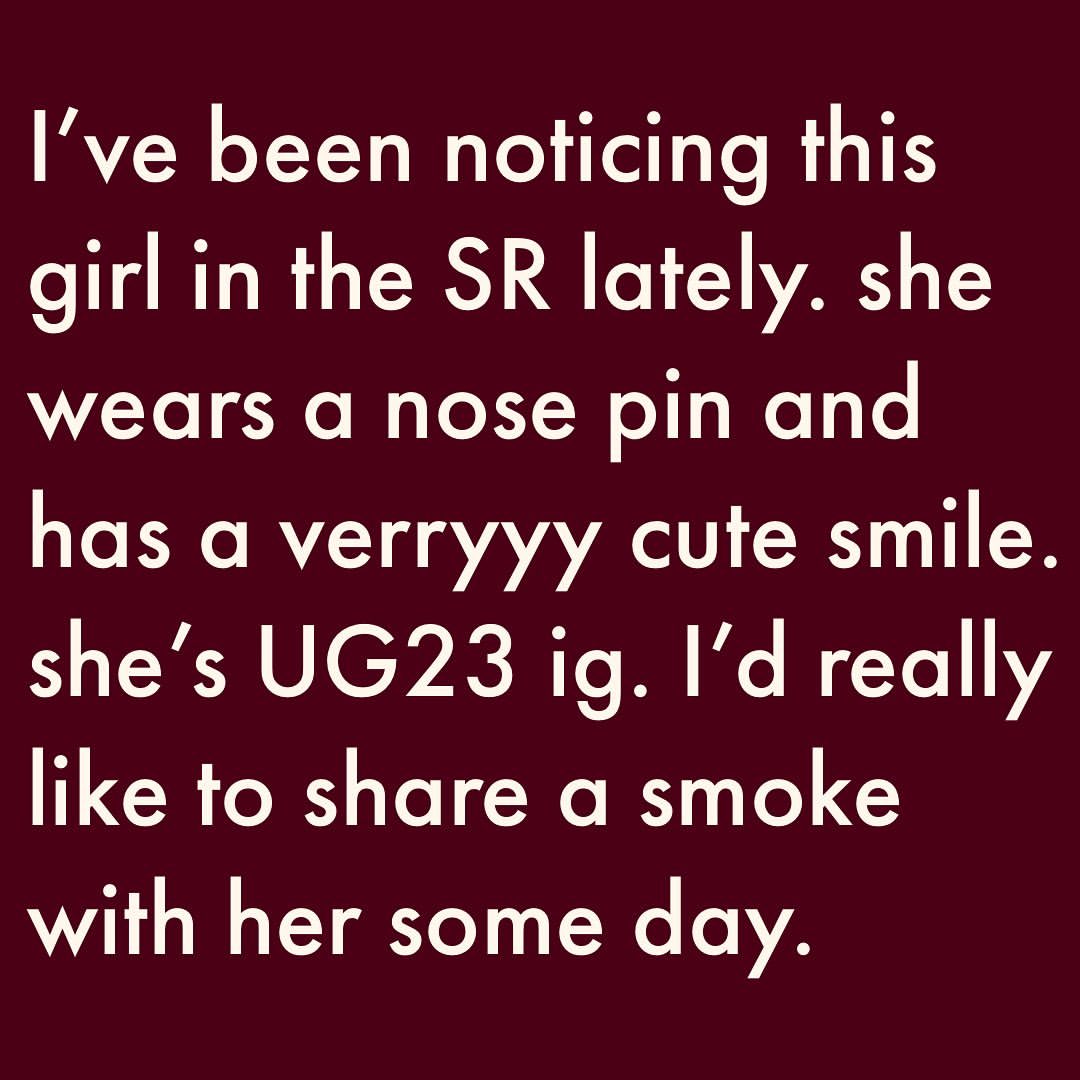 I’ve been noticing this
girl in the SR lately. she
wears a nose pin and
has a verryyy cute smile.
she’s UG23 ig. I’d really
like to share a smoke
with her some day.